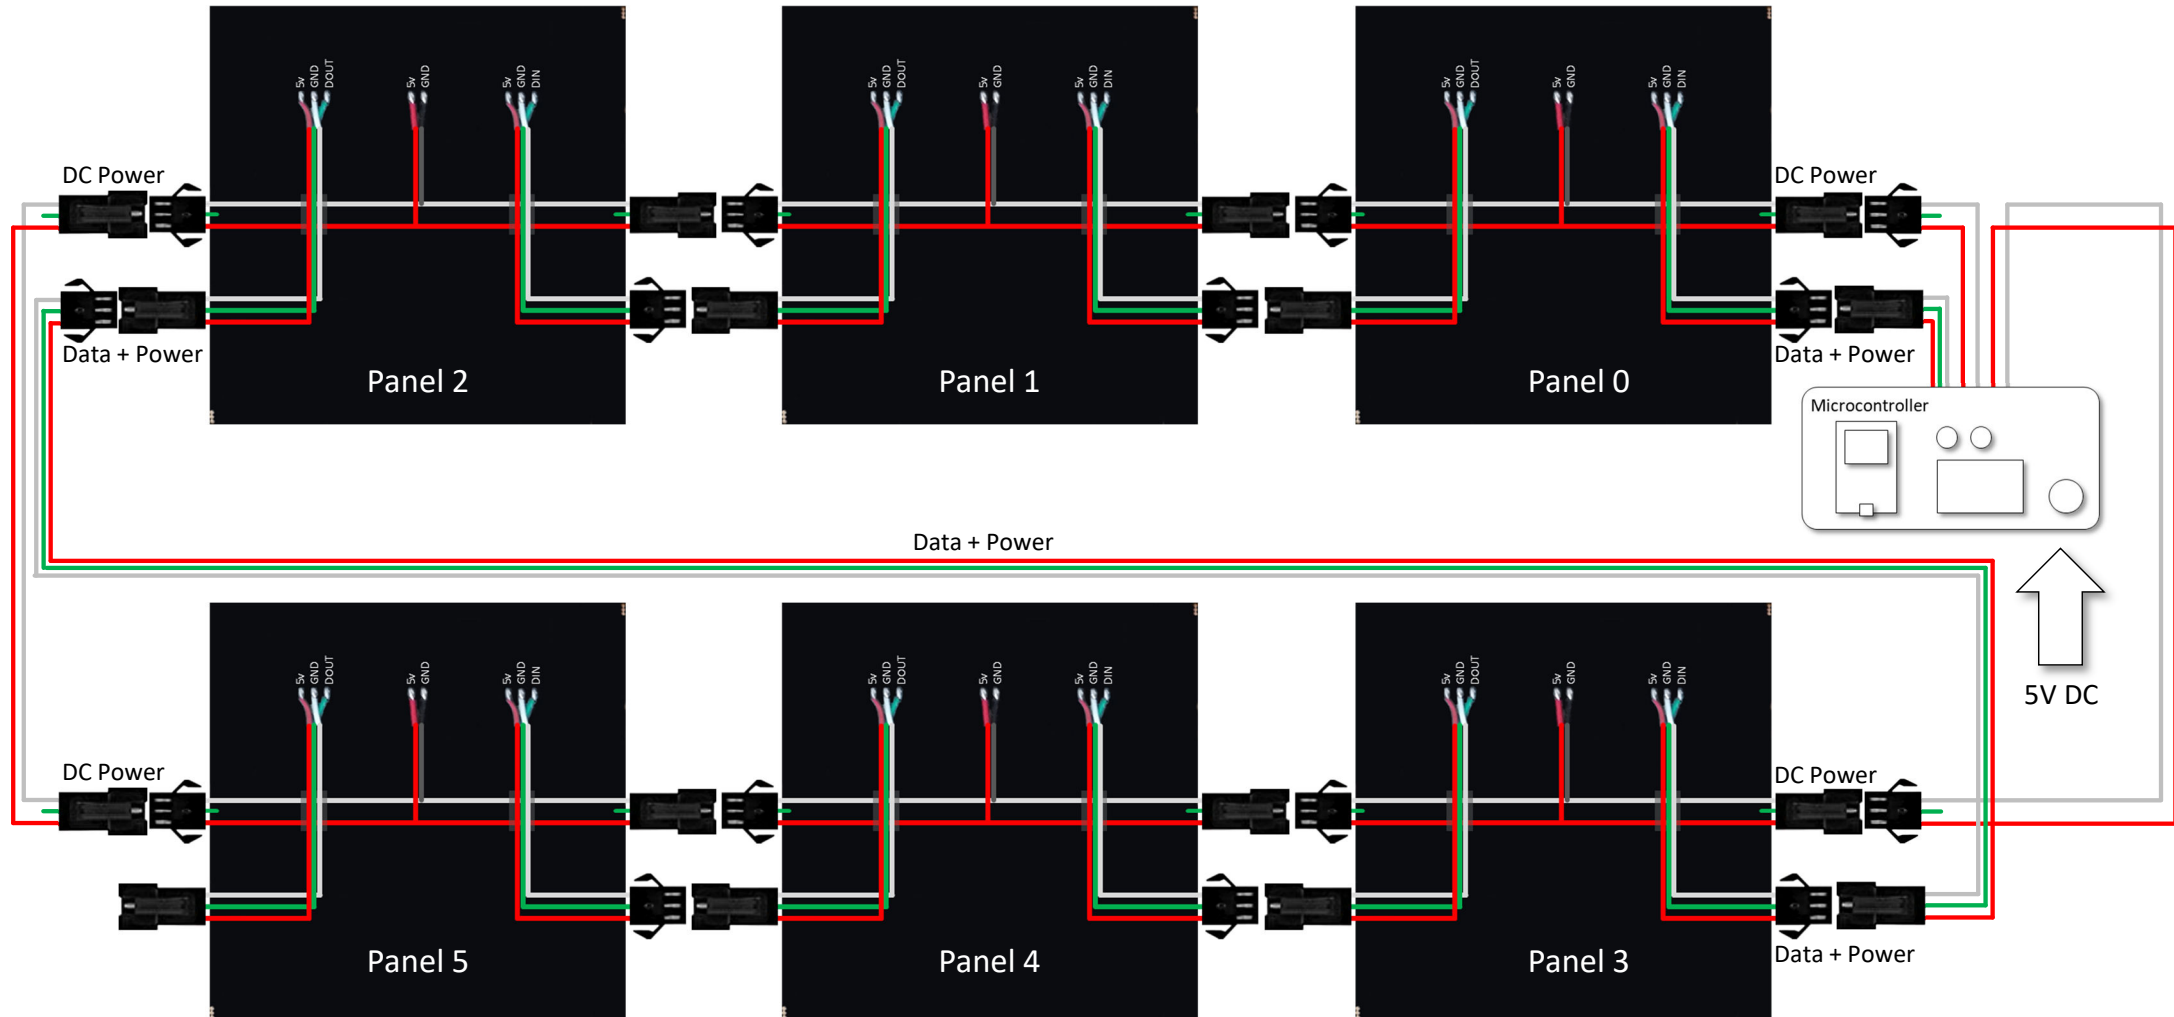 5v GND DOUT
5v GND
5v GND DIN
5v GND DOUT
5v GND
5v GND DIN
5v GND DOUT
5v GND
5v GND DIN
DC Power
DC Power
Data + Power
Data + Power
Panel 2
Panel 1
Panel 0
Microcontroller
Data + Power
5V DC
5v GND DOUT
5v GND
5v GND DIN
5v GND DOUT
5v GND
5v GND DIN
5v GND DOUT
5v GND
5v GND DIN
DC Power
DC Power
Panel 5
Panel 4
Panel 3
Data + Power